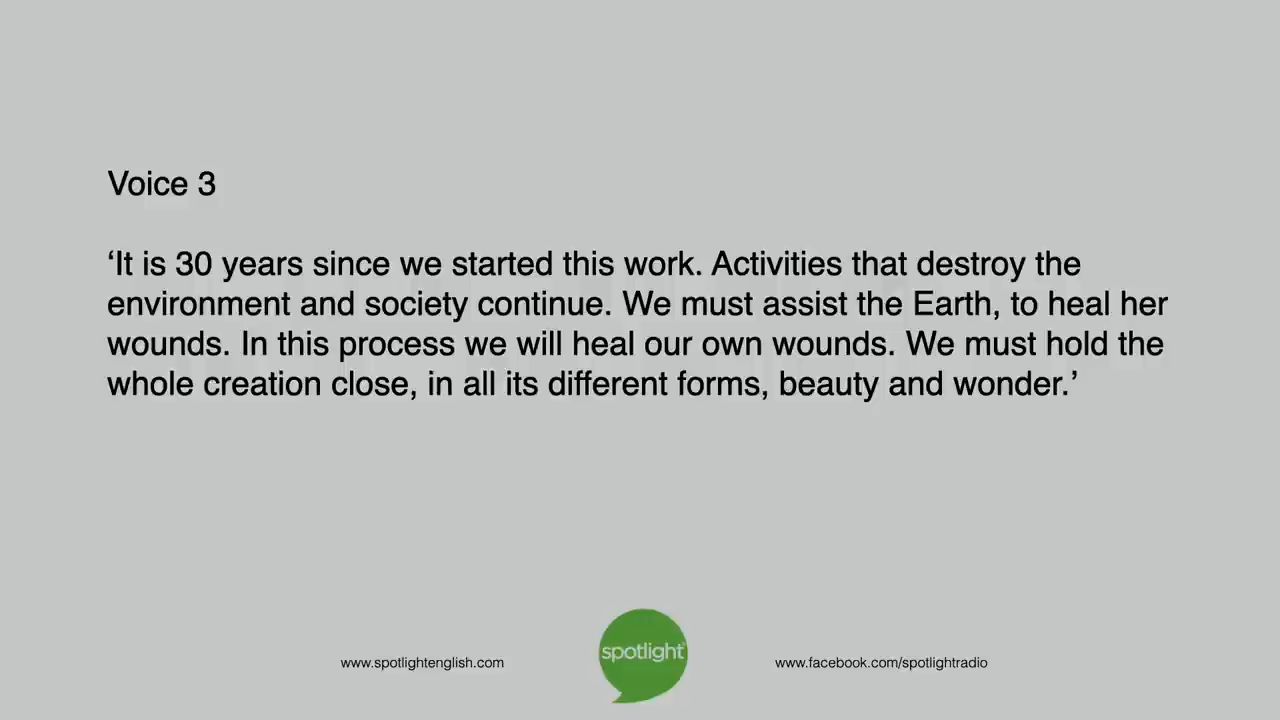 Voice 3
‘It is 30 years since we started this work. Activities that destroy the
environment and society continue. We must assist the Earth, to heal her
wounds. In this process we will heal our own wounds. We must hold the
whole creation close, in all its different forms, beauty and wonder.’
www.spotlightenglish.com
spotlight
www.facebook.com/spotlightradio